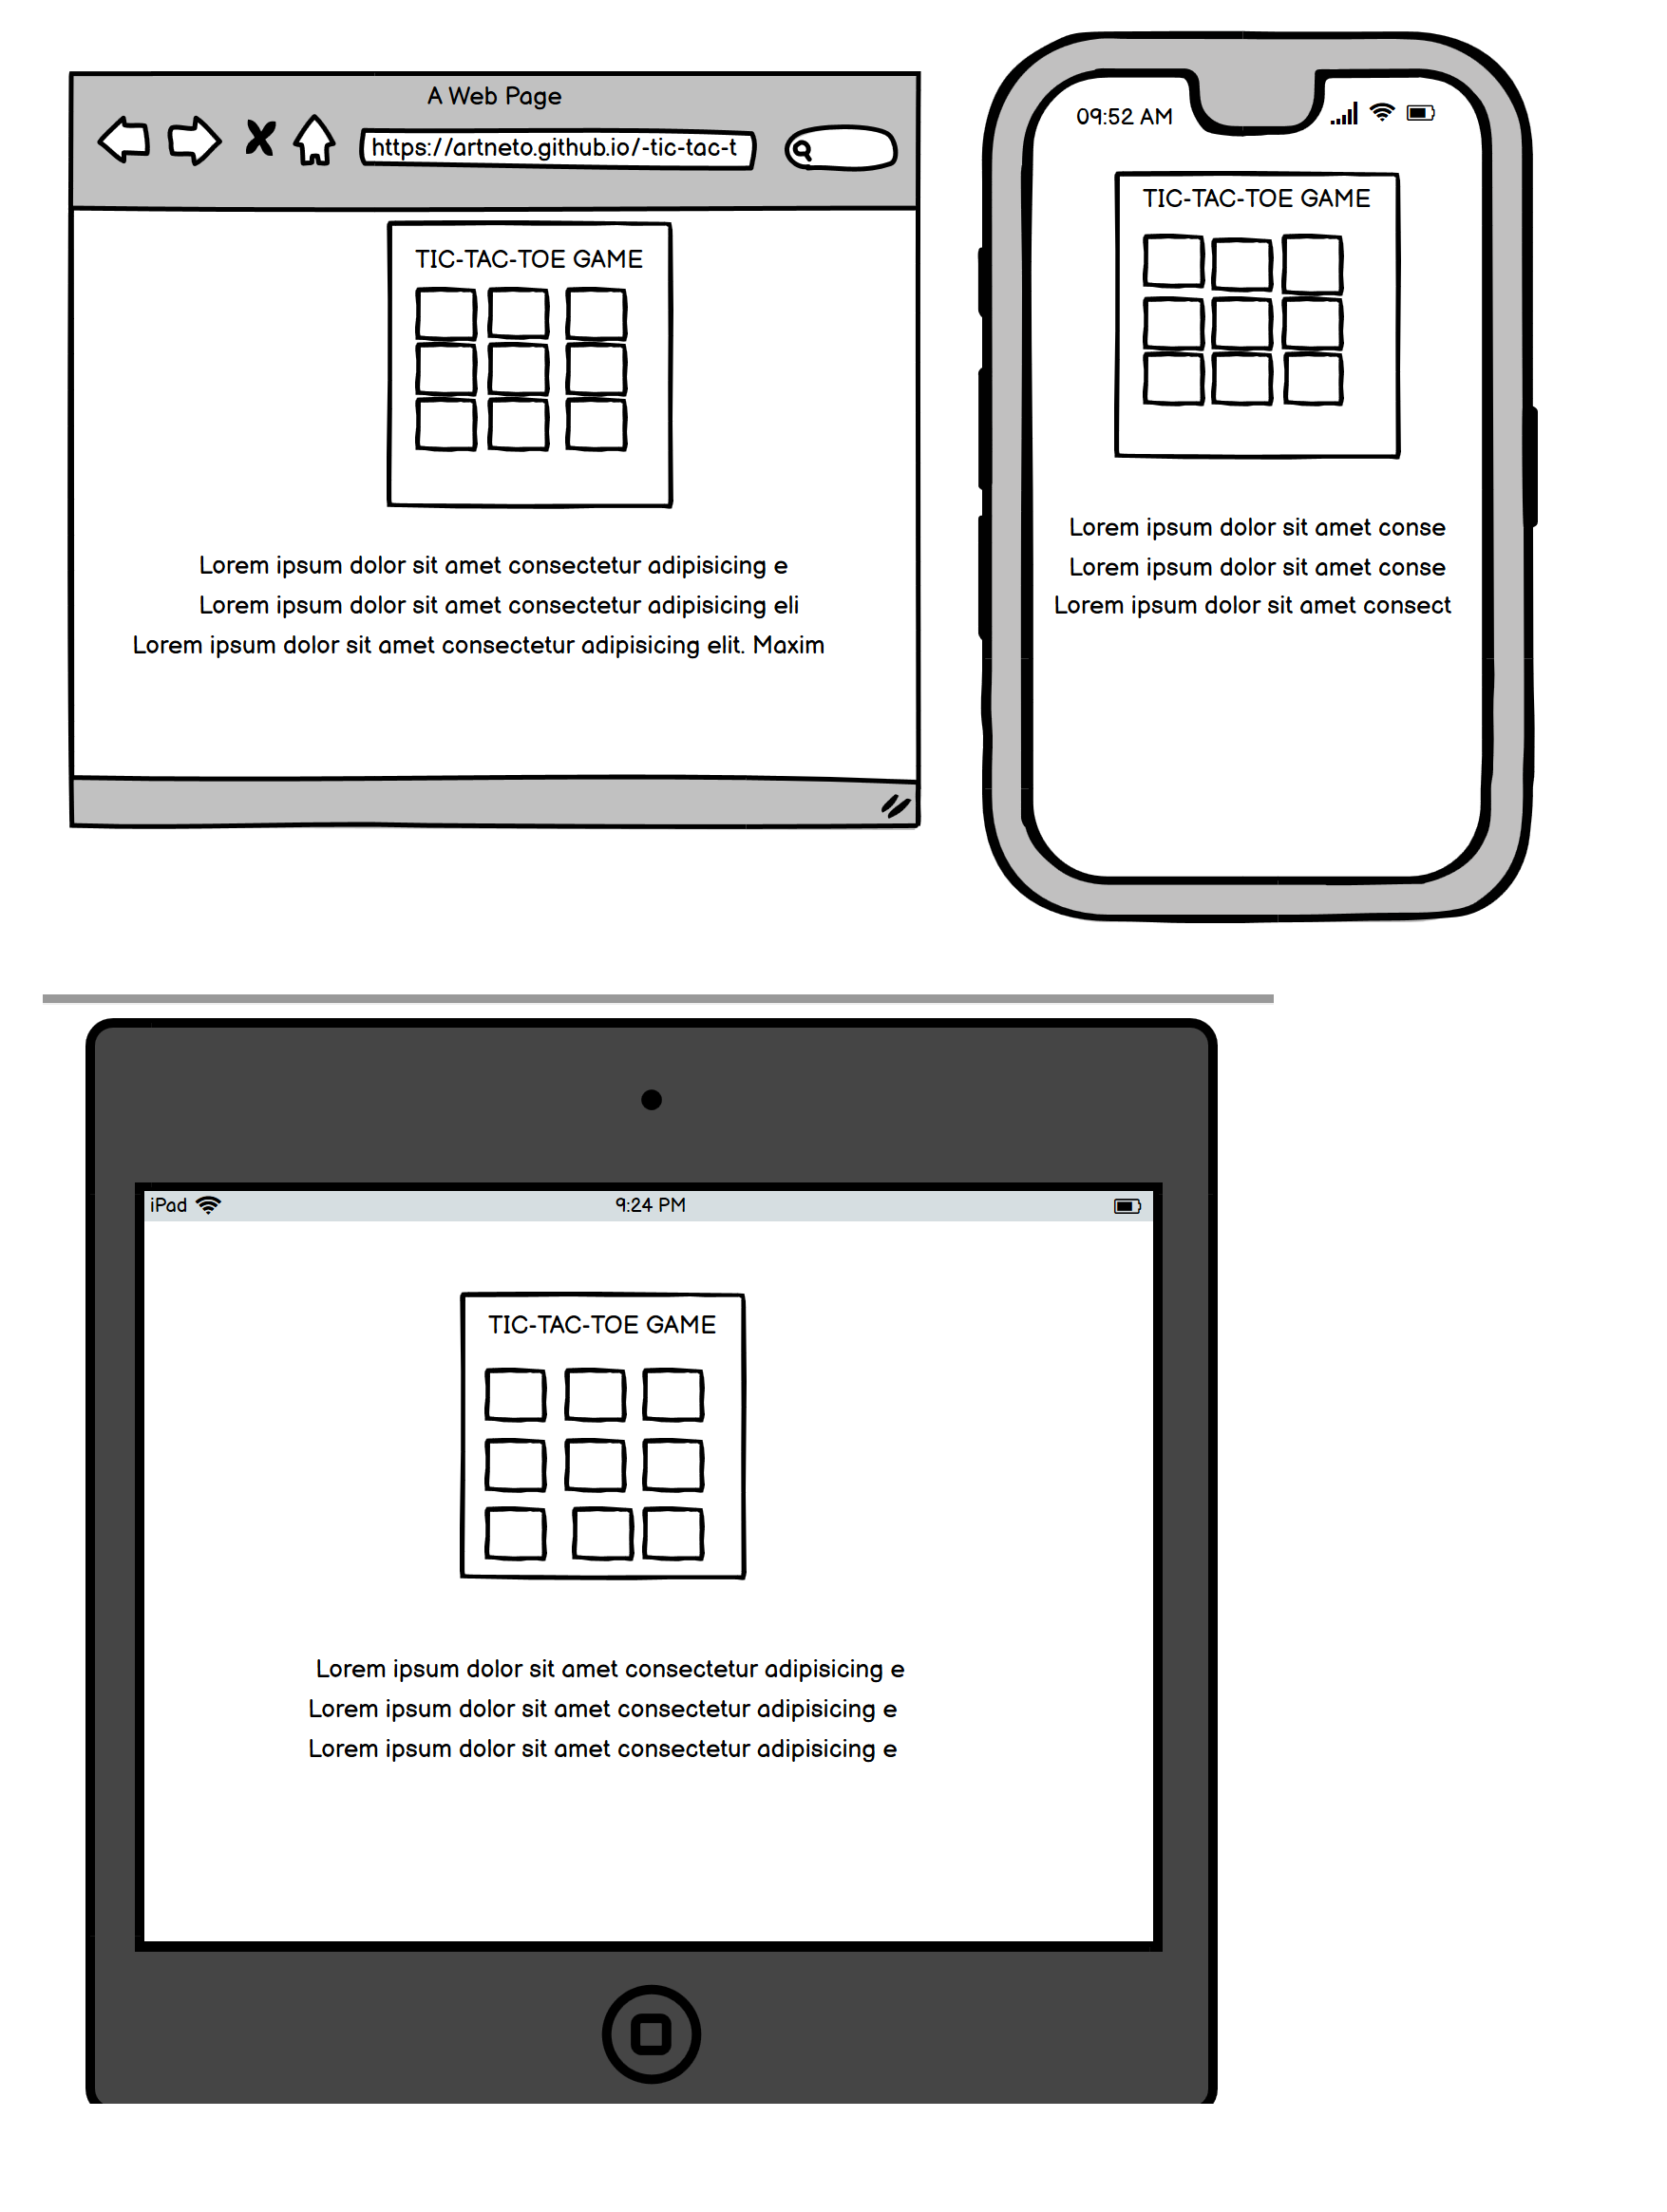 A Web Page
https://artneto.github.io/-tic-tac-t
TIC-TAC-TOE GAME
Lorem ipsum dolor sit amet consectetur adipisicing e
Lorem ipsum dolor sit amet consectetur adipisicing eli
Lorem ipsum dolor sit amet consectetur adipisicing elit. Maxim
09:52 AM
TIC-TAC-TOE GAME
Lorem ipsum dolor sit amet conse
Lorem ipsum dolor sit amet conse
Lorem ipsum dolor sit amet consect
iPad
9:24 PM
TIC-TAC-TOE GAME
Lorem ipsum dolor sit amet consectetur adipisicing e
Lorem ipsum dolor sit amet consectetur adipisicing e
Lorem ipsum dolor sit amet consectetur adipisicing e